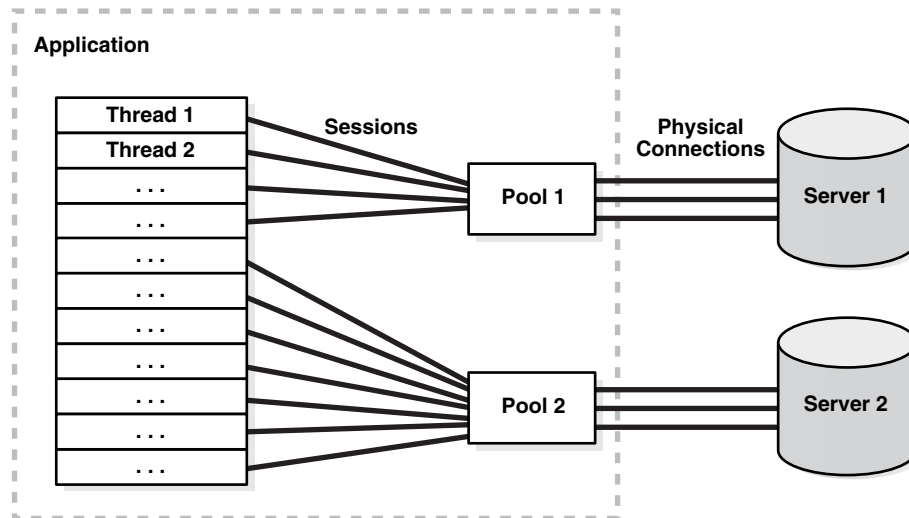 Application
Thread 1
Thread 2
. . .
. . .
. . .
. . .
. . .
. . .
. . .
. . .
. . .
Sessions
Pool 1
Pool 2
Physical
Connections
Server 1
Server 2